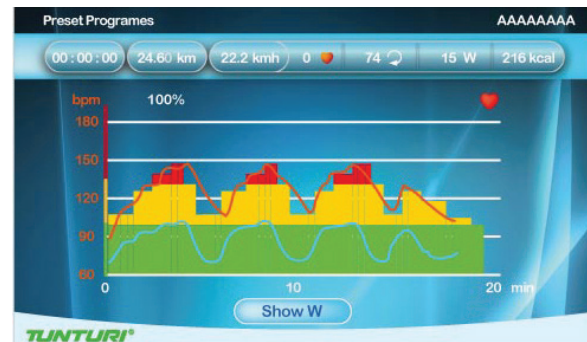 Preset Programes AAAAAAAA
00:00:00 24.60 km 22.2 kmh 0 74 15 W 216 kcal
bpm 100%
180
150
120
90
60
0 10 20 min
Show W
TUNTURI®